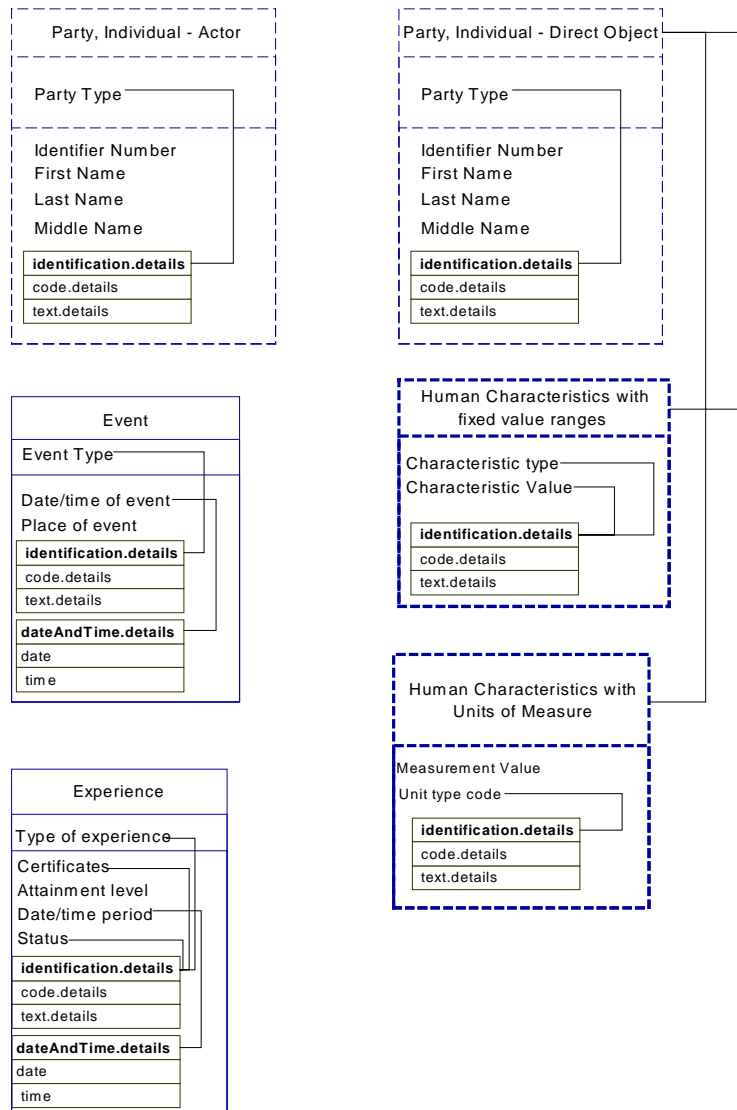 Party, Individual - Actor
Party Type
Identifier Number
First Name
Last Name
Middle Name
identification.details
code.details
text.details
Party, Individual - Direct Object
Party Type
Identifier Number
First Name
Last Name
Middle Name
identification.details
code.details
text.details
Event
Event Type
Date/time of event
Place of event
identification.details
code.details
text.details
dateAndTime.details
date
time
Human Characteristics with
fixed value ranges
Characteristic type
Characteristic Value
identification.details
code.details
text.details
Human Characteristics with
Units of Measure
Measurement Value
Unit type code
identification.details
code.details
text.details
Experience
Type of experience
Certificates
Attainment level
Date/time period
Status
identification.details
code.details
text.details
dateAndTime.details
date
time